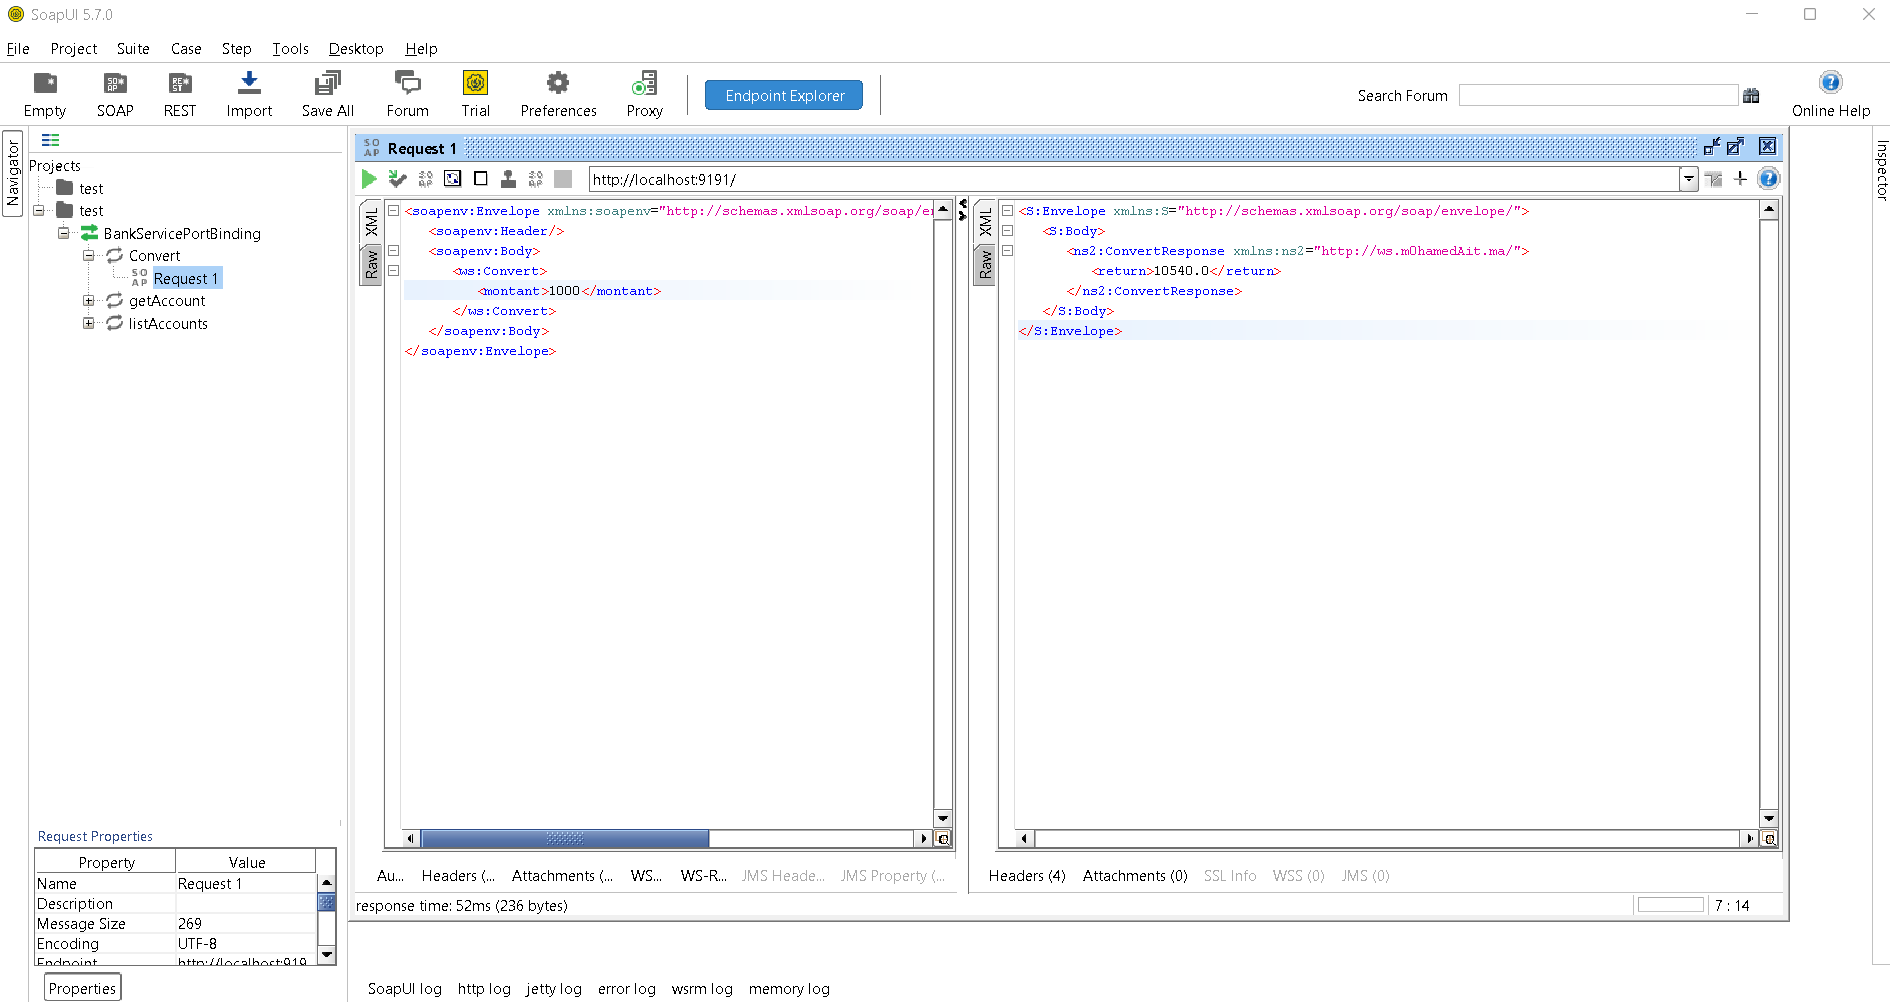 SoapUI 5.7.0
File Project Suite Case Step Tools Desktop Help
Empty SOAP REST Import Save All Forum Trial Preferences Proxy Endpoint Explorer Search Forum Online Help
Navigator
Projects
test
test
BankServicePortBinding
Convert
Request 1
getAccount
listAccounts
Request Properties
Property Value
Name Request 1
Description
Message Size 269
Encoding UTF-8
Endpoint http://localhost:919
Properties
Request 1
http://localhost:9191/
XML
Raw
<soapenv:Envelope xmlns:soapenv="http://schemas.xmlsoap.org/soap/en
<soapenv:Header/>
<soapenv:Body>
<ws:Convert>
<montant>1000</montant>
</ws:Convert>
</soapenv:Body>
</soapenv:Envelope>
XML
Raw
<S:Envelope xmlns:S="http://schemas.xmlsoap.org/soap/envelope/">
<S:Body>
<ns2:ConvertResponse xmlns:ns2="http://ws.m0hamedAit.ma/">
<return>10540.0</return>
</ns2:ConvertResponse>
</S:Body>
</S:Envelope>
Au... Headers (... Attachments (... WS... WS-R... JMS Heade... JMS Property (...
Headers (4) Attachments (0) SSL Info WSS (0) JMS (0)
response time: 52ms (236 bytes)
7 : 14
SoapUI log http log jetty log error log wsrm log memory log
Inspector